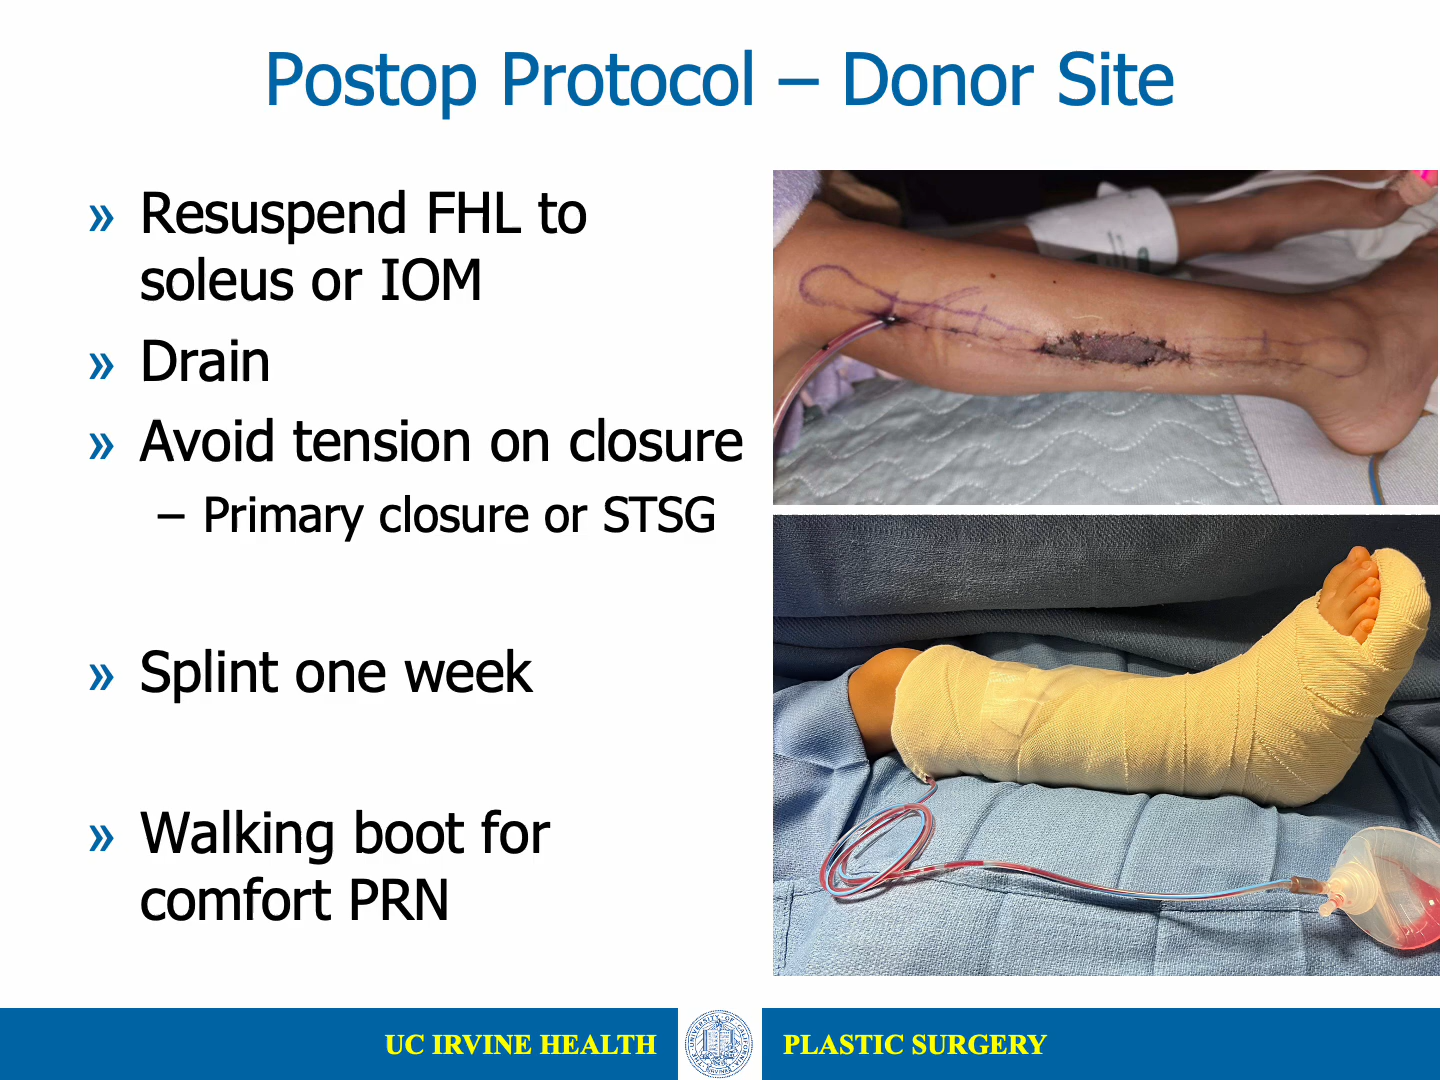 Postop Protocol – Donor Site
» Resuspend FHL to
soleus or IOM
» Drain
» Avoid tension on closure
– Primary closure or STSG
» Splint one week
» Walking boot for
comfort PRN
UC IRVINE HEALTH
PLASTIC SURGERY